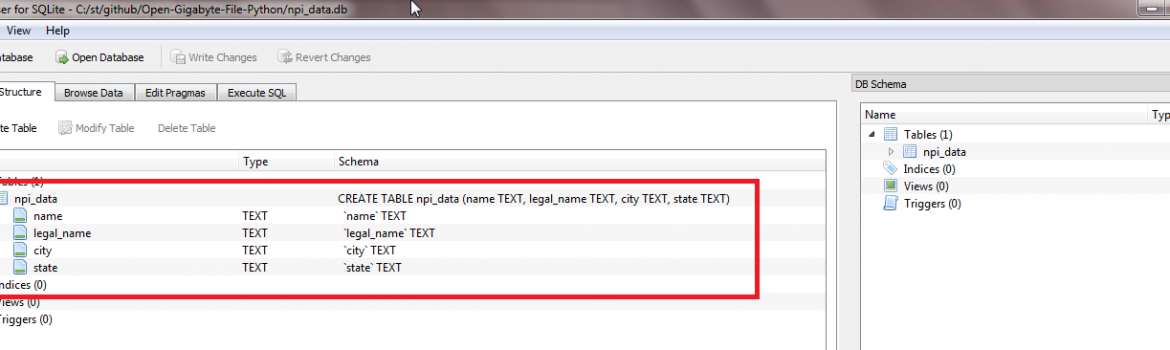 ser for SQLite - C:/st/github/Open-Gigabyte-File-Python/npi_data.db
View Help
atabase Open Database Write Changes Revert Changes
Structure Browse Data Edit Pragmas Execute SQL
te Table Modify Table Delete Table
Type Schema
Tables (1)
npi_data CREATE TABLE npi_data (name TEXT, legal_name TEXT, city TEXT, state TEXT)
name TEXT `name` TEXT
legal_name TEXT `legal_name` TEXT
city TEXT `city` TEXT
state TEXT `state` TEXT
ndices (0)
Views (0)
Triggers (0)
DB Schema
Name Typ
Tables (1)
npi_data
Indices (0)
Views (0)
Triggers (0)